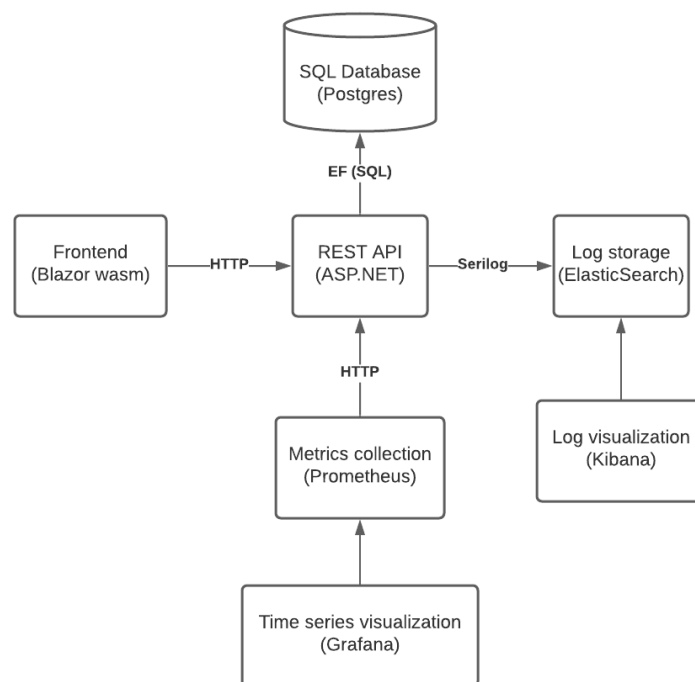 SQL Database
(Postgres)
EF (SQL)
Frontend
(Blazor wasm)
HTTP
REST API
(ASP.NET)
Serilog
Log storage
(ElasticSearch)
HTTP
Metrics collection
(Prometheus)
Log visualization
(Kibana)
Time series visualization
(Grafana)